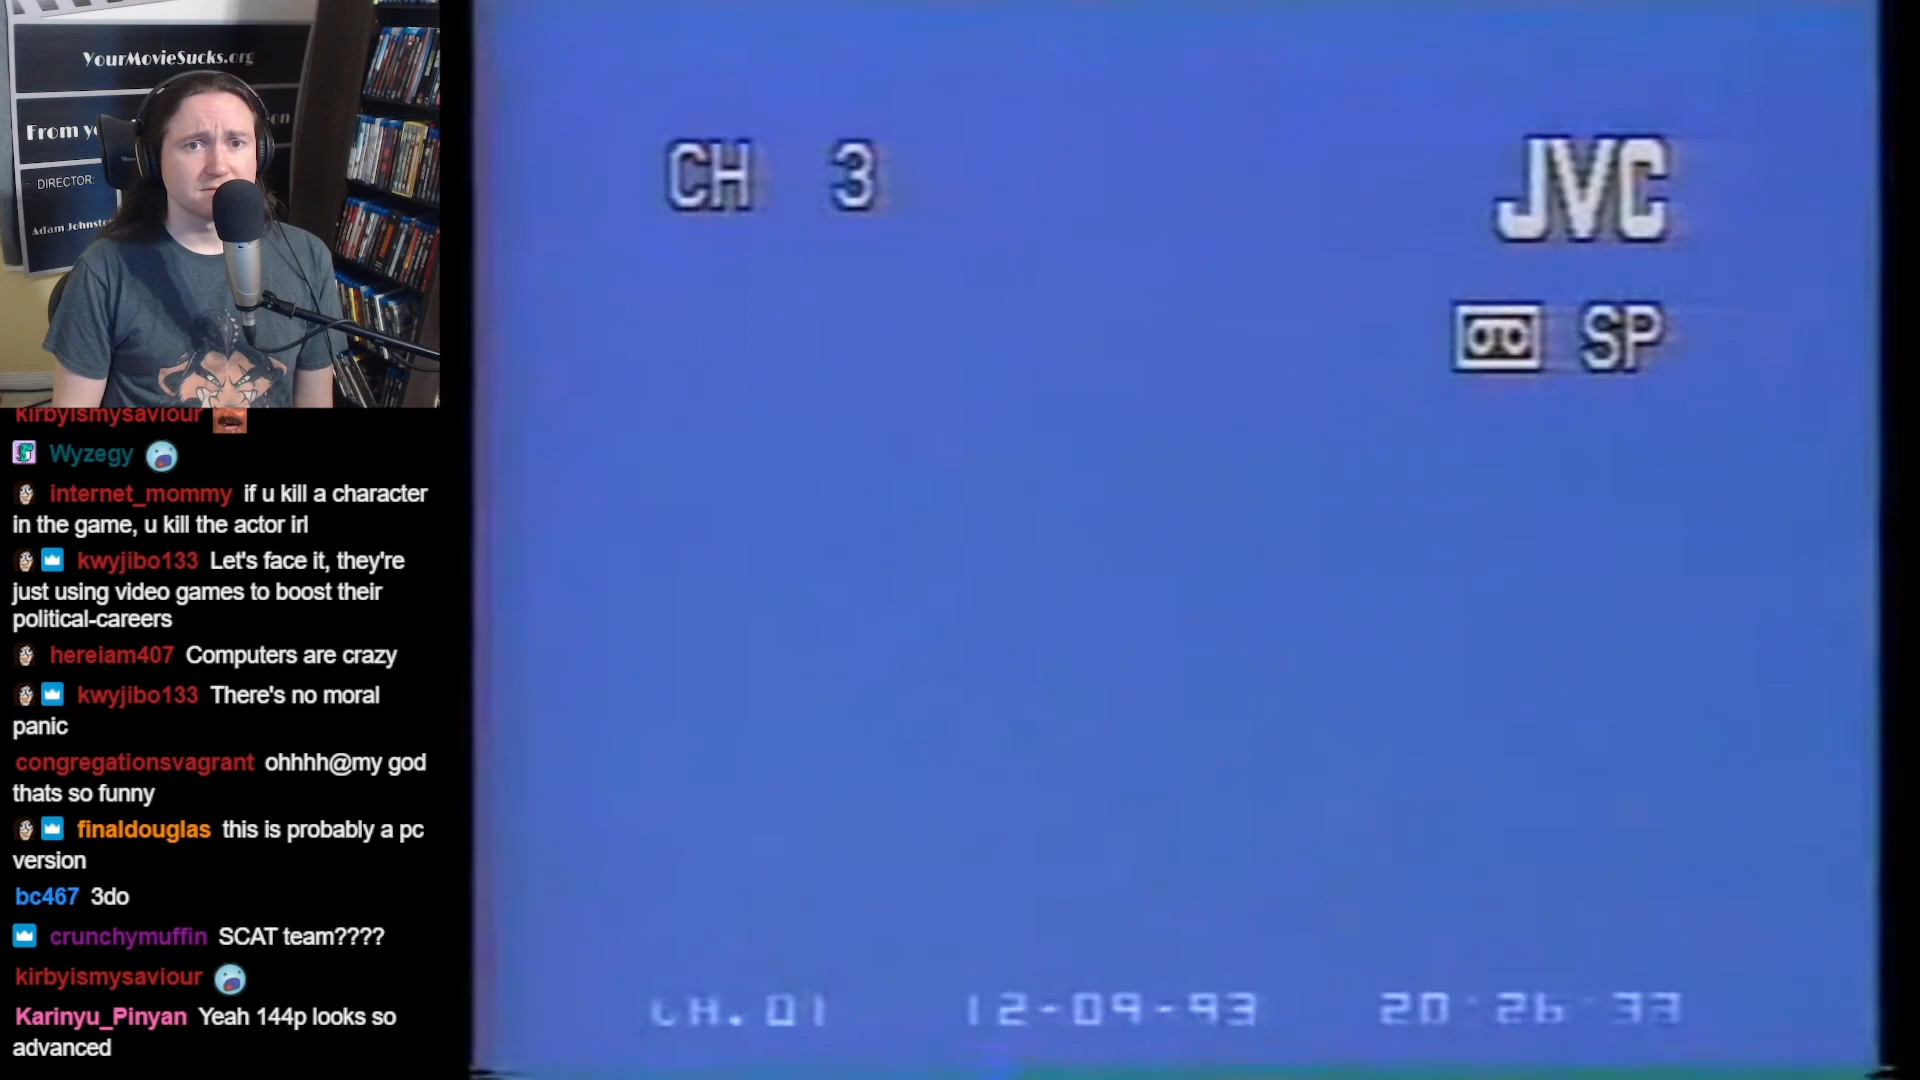 YourMovieSucks.org
From yo
on
DIRECTOR:
Adam Johnsto
CH 3
JVC
SP
kirbyismysaviour
Wyzegy
internet_mommy if u kill a character
in the game, u kill the actor irl
kwyjibo133 Let's face it, they're
just using video games to boost their
political-careers
hereiam407 Computers are crazy
kwyjibo133 There's no moral
panic
congregationsvagrant ohhhh@my god
thats so funny
finaldouglas this is probably a pc
version
bc467 3do
crunchymuffin SCAT team????
kirbyismysaviour
Karinyu_Pinyan Yeah 144p looks so
advanced
CH.01 12-09-93 20:26:33